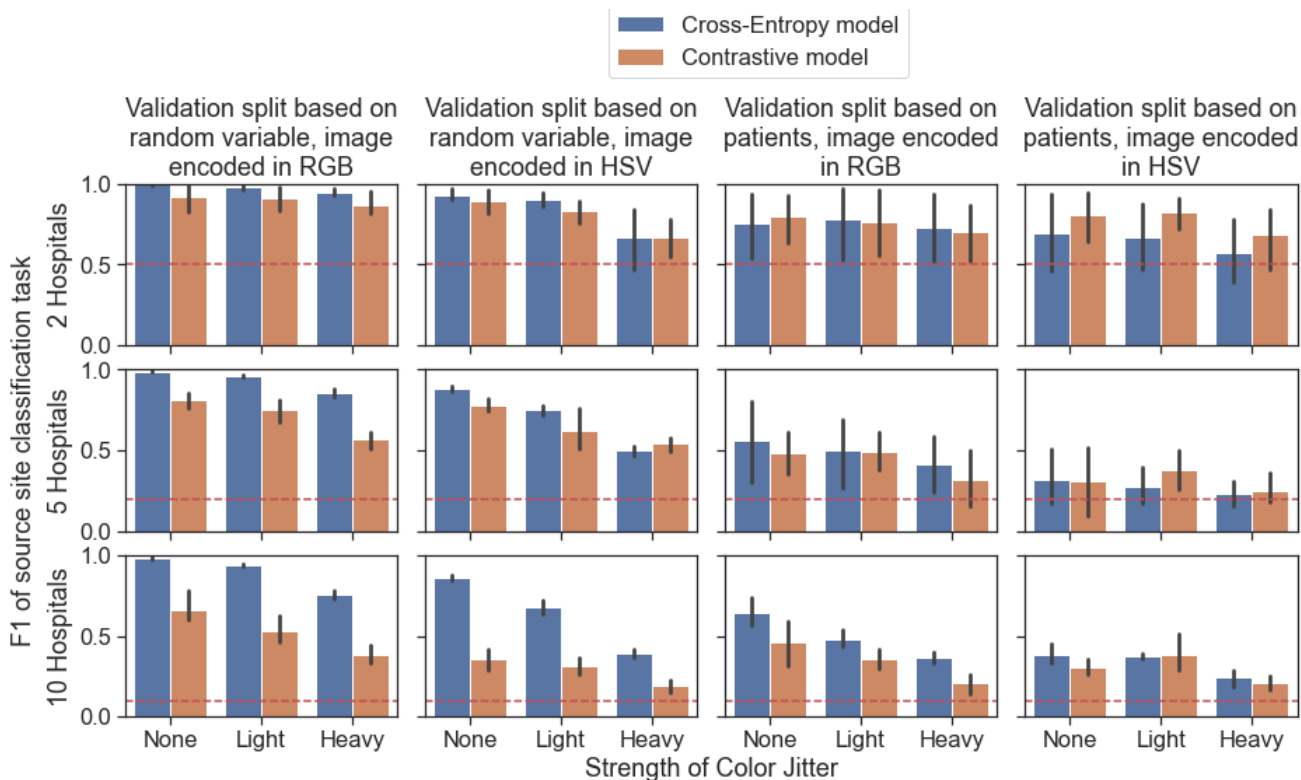 Cross-Entropy model
Contrastive model
Validation split based on
random variable, image
encoded in RGB
Validation split based on
random variable, image
encoded in HSV
Validation split based on
patients, image encoded
in RGB
Validation split based on
patients, image encoded
in HSV
F1 of source site classification task
2 Hospitals
1.0
0.5
0.0
5 Hospitals
1.0
0.5
0.0
10 Hospitals
1.0
0.5
0.0
None Light Heavy
None Light Heavy
None Light Heavy
None Light Heavy
Strength of Color Jitter